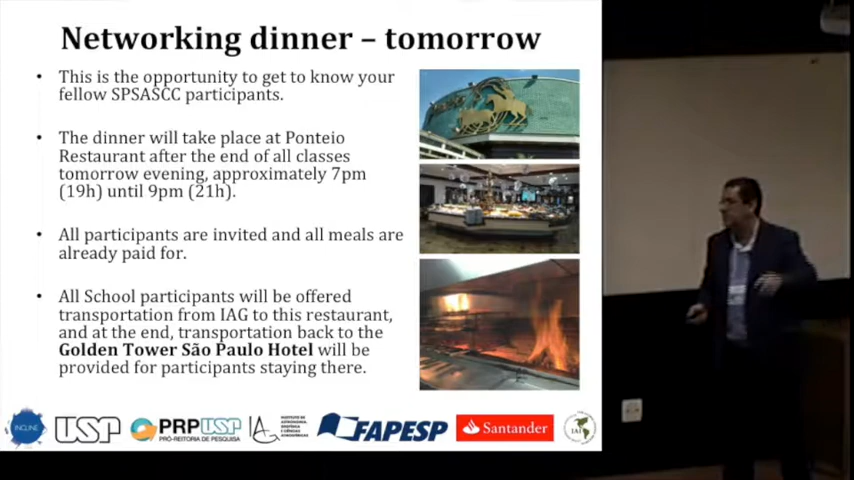 Networking dinner – tomorrow
• This is the opportunity to get to know your
fellow SPSASCC participants.
• The dinner will take place at Ponteio
Restaurant after the end of all classes
tomorrow evening, approximately 7pm
(19h) until 9pm (21h).
• All participants are invited and all meals are
already paid for.
• All School participants will be offered
transportation from IAG to this restaurant,
and at the end, transportation back to the
Golden Tower São Paulo Hotel will be
provided for participants staying there.
INCLINE
USP
PRPUSP
PRÓ-REITORIA DE PESQUISA
IAG
INSTITUTO DE
ASTRONOMIA,
GEOFÍSICA
E CIÊNCIAS
ATMOSFÉRICAS
FAPESP
Santander
IAI